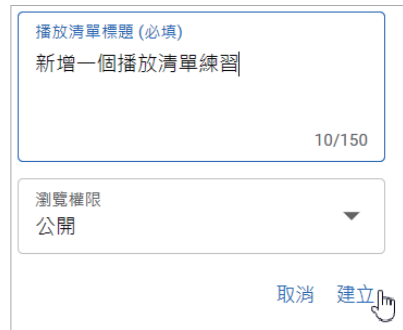 播放清單標題 (必填)
新增一個播放清單練習
10/150
瀏覽權限
公開
取消 建立